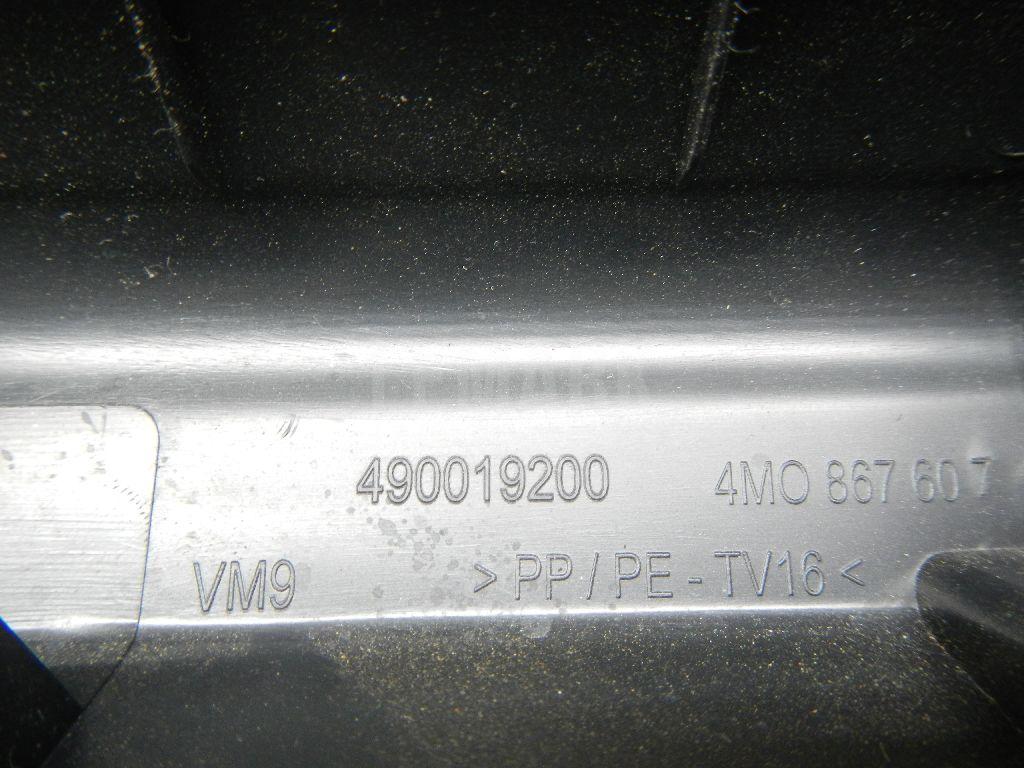 490019200 4M0 867 607
VM9 > PP / PE - TV16 <